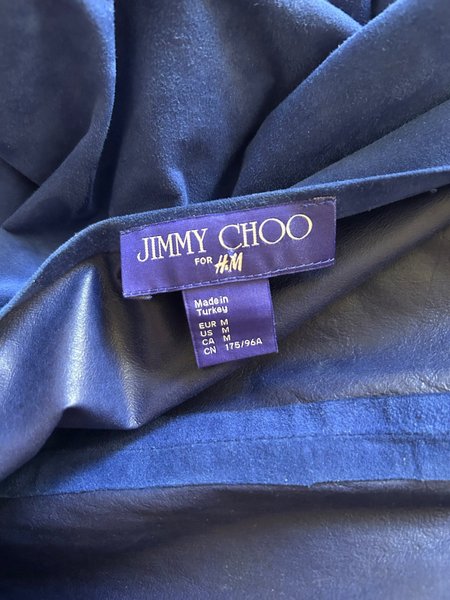 JIMMY CHOO
FOR H&M
Made in
Turkey
EUR M
US M
CA M
CN 175/96A